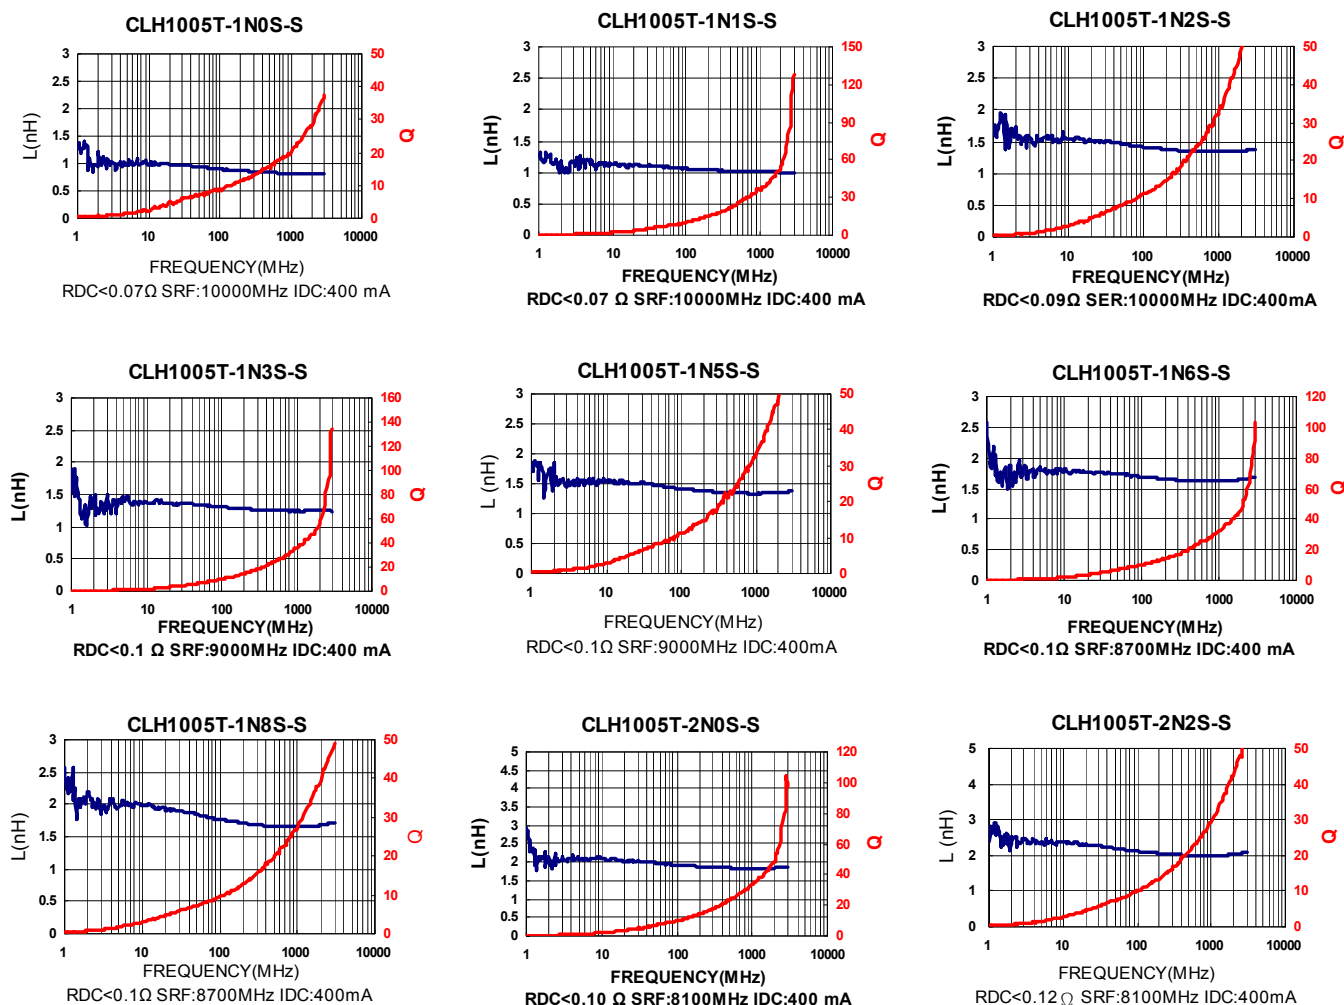 CLH1005T-1N0S-S
3
2.5
2
1.5
1
0.5
0
L(nH)
50
40
30
20
10
0
Q
1 10 100 1000 10000
FREQUENCY(MHz)
RDC<0.07Ω SRF:10000MHz IDC:400 mA
CLH1005T-1N1S-S
3
2.5
2
1.5
1
0.5
0
L(nH)
150
120
90
60
30
0
Q
1 10 100 1000 10000
FREQUENCY(MHz)
RDC<0.07 Ω SRF:10000MHz IDC:400 mA
CLH1005T-1N2S-S
3
2.5
2
1.5
1
0.5
0
L(nH)
50
40
30
20
10
0
Q
1 10 100 1000 10000
FREQUENCY(MHz)
RDC<0.09Ω SER:10000MHz IDC:400mA
CLH1005T-1N3S-S
3
2.5
2
1.5
1
0.5
0
L(nH)
160
140
120
100
80
60
40
20
0
Q
1 10 100 1000 10000
FREQUENCY(MHz)
RDC<0.1 Ω SRF:9000MHz IDC:400 mA
CLH1005T-1N5S-S
3
2.5
2
1.5
1
0.5
0
L (nH)
50
40
30
20
10
0
Q
1 10 100 1000 10000
FREQUENCY(MHz)
RDC<0.1Ω SRF:9000MHz IDC:400mA
CLH1005T-1N6S-S
3
2.5
2
1.5
1
0.5
0
L(nH)
120
100
80
60
40
20
0
Q
1 10 100 1000 10000
FREQUENCY(MHz)
RDC<0.1Ω SRF:8700MHz IDC:400 mA
CLH1005T-1N8S-S
3
2.5
2
1.5
1
0.5
0
L(nH)
50
40
30
20
10
0
Q
1 10 100 1000 10000
FREQUENCY(MHz)
RDC<0.1Ω SRF:8700MHz IDC:400mA
CLH1005T-2N0S-S
5
4.5
4
3.5
3
2.5
2
1.5
1
0.5
0
L(nH)
120
100
80
60
40
20
0
Q
1 10 100 1000 10000
FREQUENCY(MHz)
RDC<0.10 Ω SRF:8100MHz IDC:400 mA
CLH1005T-2N2S-S
5
4
3
2
1
0
L (nH)
50
40
30
20
10
0
Q
1 10 100 1000 10000
FREQUENCY(MHz)
RDC<0.12Ω SRF:8100MHz IDC:400mA